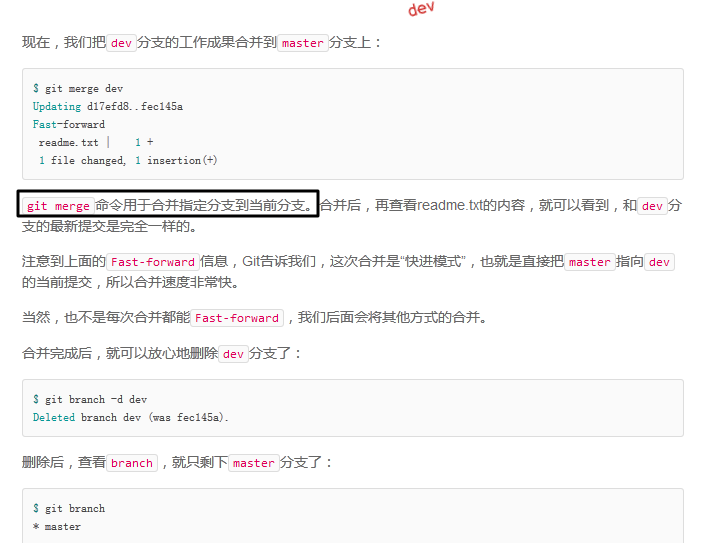 dev
现在，我们把dev分支的工作成果合并到master分支上：
$ git merge dev
Updating d17efd8..fec145a
Fast-forward
readme.txt |    1 +
1 file changed, 1 insertion(+)
git merge命令用于合并指定分支到当前分支。合并后，再查看readme.txt的内容，就可以看到，和dev分
支的最新提交是完全一样的。
注意到上面的Fast-forward信息，Git告诉我们，这次合并是“快进模式”，也就是直接把master指向dev
的当前提交，所以合并速度非常快。
当然，也不是每次合并都能Fast-forward，我们后面会将其他方式的合并。
合并完成后，就可以放心地删除dev分支了：
$ git branch -d dev
Deleted branch dev (was fec145a).
删除后，查看branch，就只剩下master分支了：
$ git branch
* master